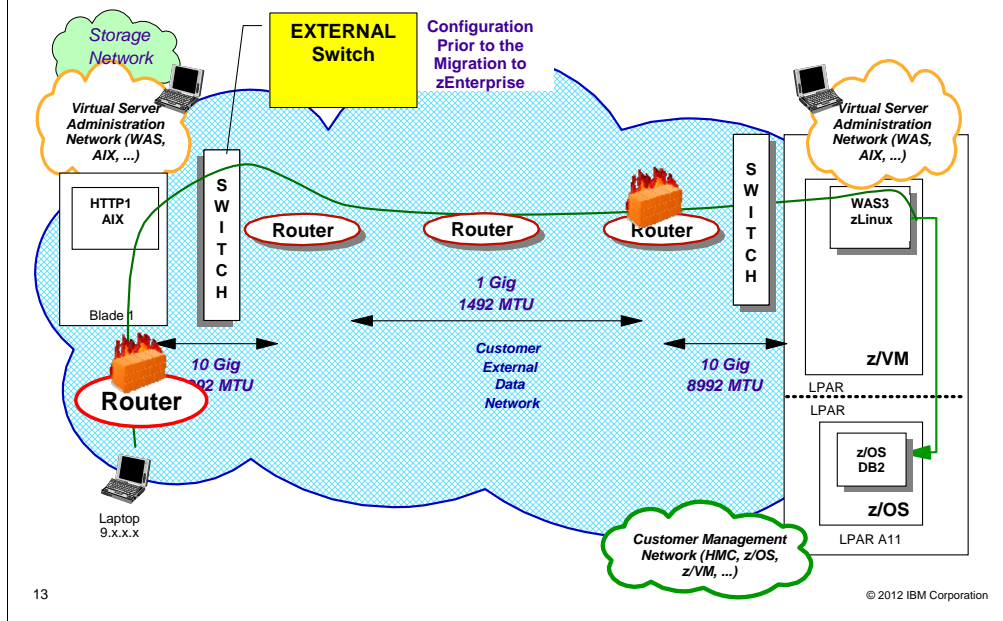 Storage
Network
EXTERNAL
Switch
Configuration
Prior to the
Migration to
zEnterprise
Virtual Server
Administration
Network (WAS,
AIX, ...)
Virtual Server
Administration
Network (WAS,
AIX, ...)
HTTP1
AIX
Blade 1
S
W
I
T
C
H
Router
Router
Router
S
W
I
T
C
H
WAS3
zLinux
z/VM
LPAR
1 Gig
1492 MTU
10 Gig
MTU
Customer
External
Data
Network
10 Gig
8992 MTU
Router
Laptop
9.x.x.x
LPAR
z/OS
DB2
z/OS
LPAR A11
Customer Management
Network (HMC, z/OS,
z/VM, ...)
13
© 2012 IBM Corporation